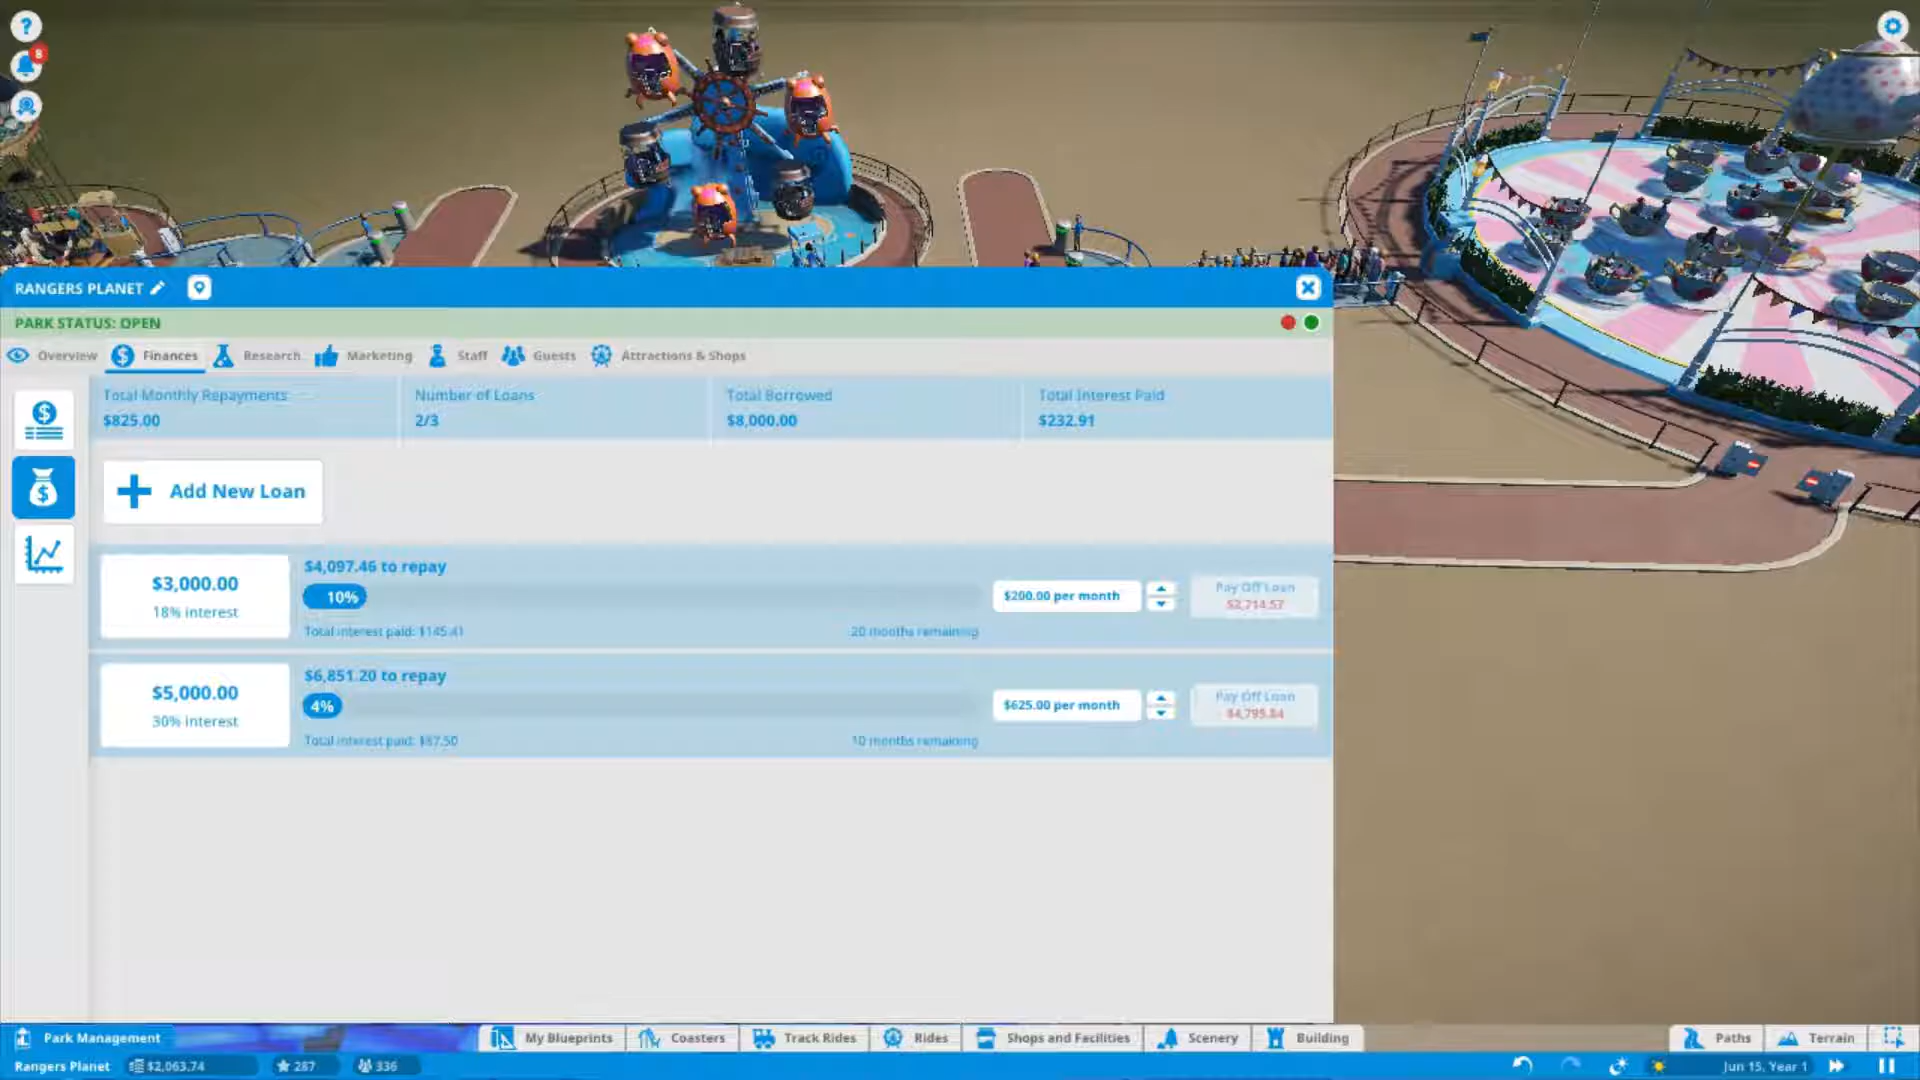 ?
8
RANGERS PLANET
PARK STATUS: OPEN
Overview Finances Research Marketing Staff Guests Attractions & Shops
Total Monthly Repayments Number of Loans Total Borrowed Total Interest Paid
$825.00 2/3 $8,000.00 $232.91
Add New Loan
$3,000.00
18% interest
$4,097.46 to repay
10%
Total interest paid: $145.41 20 months remaining
$200.00 per month
Pay Off Loan
$2,714.57
$5,000.00
30% interest
$6,851.20 to repay
4%
Total interest paid: $87.50 10 months remaining
$625.00 per month
Pay Off Loan
$4,795.84
Park Management My Blueprints Coasters Track Rides Rides Shops and Facilities Scenery Building Paths Terrain
Rangers Planet $2,063.74 287 336 Jun 15, Year 1